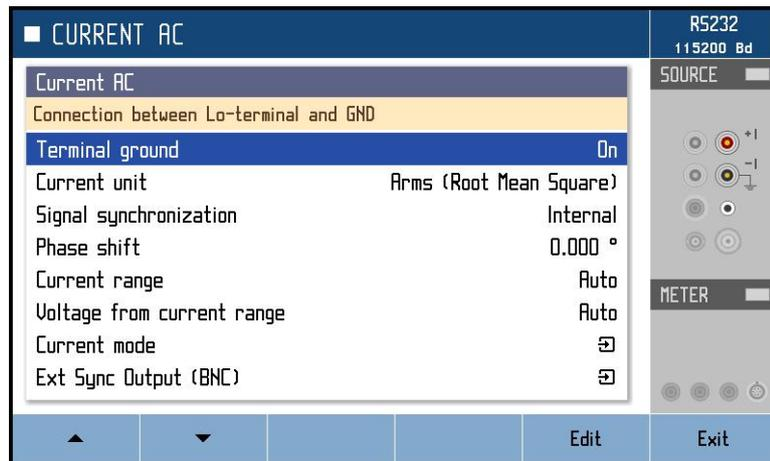 CURRENT AC
RS232
115200 Bd
Current AC
Connection between Lo-terminal and GND
Terminal ground On
Current unit Arms (Root Mean Square)
Signal synchronization Internal
Phase shift 0.000 °
Current range Auto
Voltage from current range Auto
Current mode
Ext Sync Output (BNC)
SOURCE
+I
-I
METER
Edit
Exit